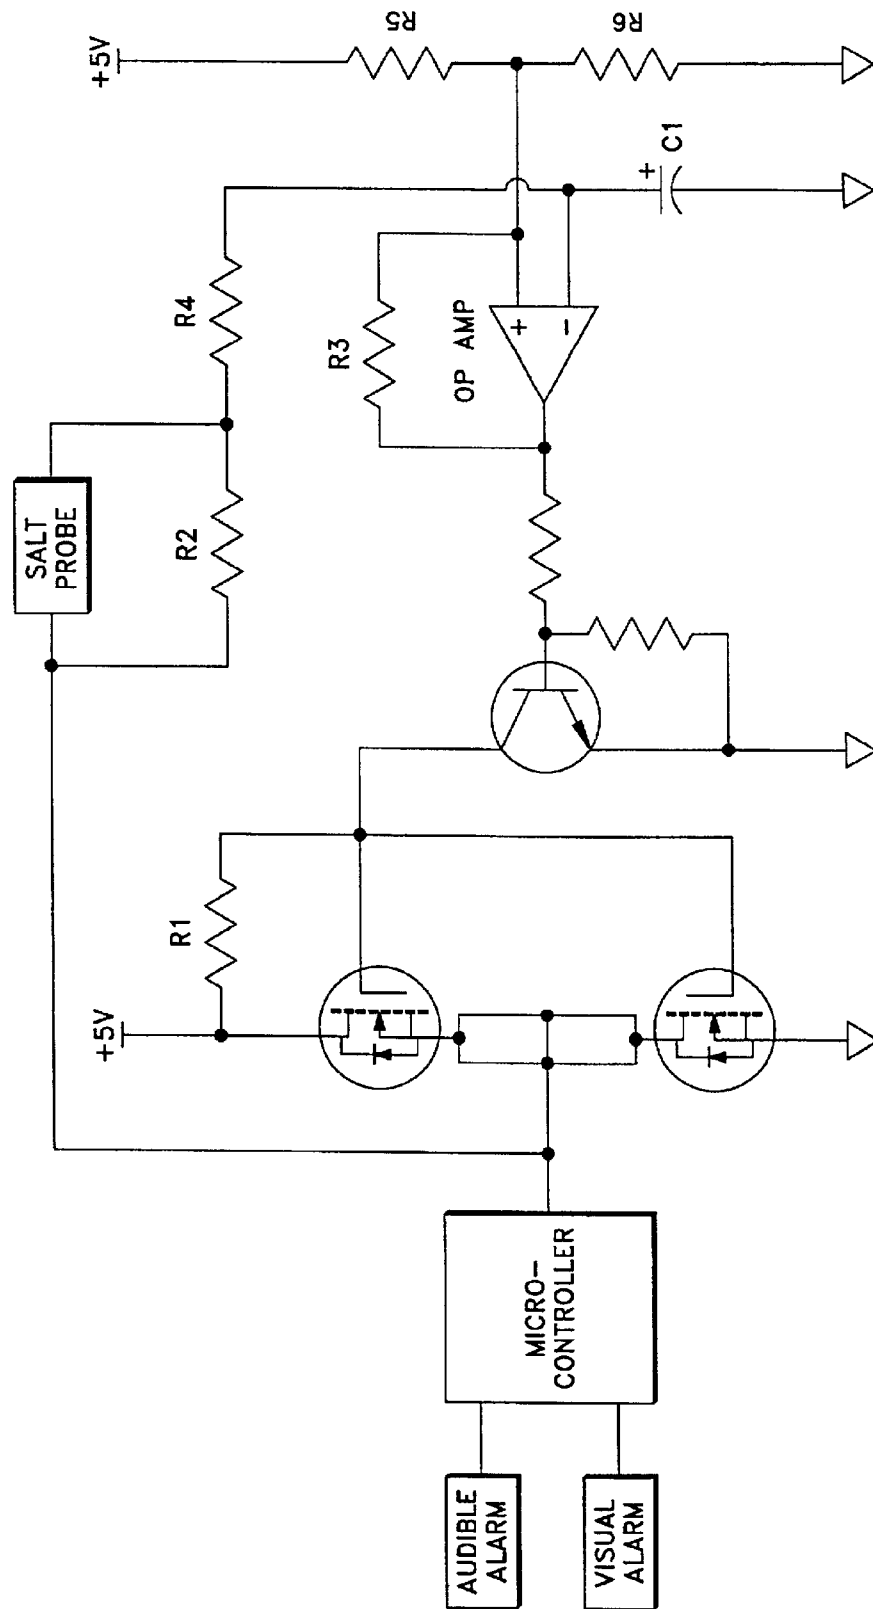 +5V
R5
R6
C1
+
R4
SALT
PROBE
R2
R3
OP AMP
+
−
+5V
R1
MICRO-
CONTROLLER
AUDIBLE
ALARM
VISUAL
ALARM